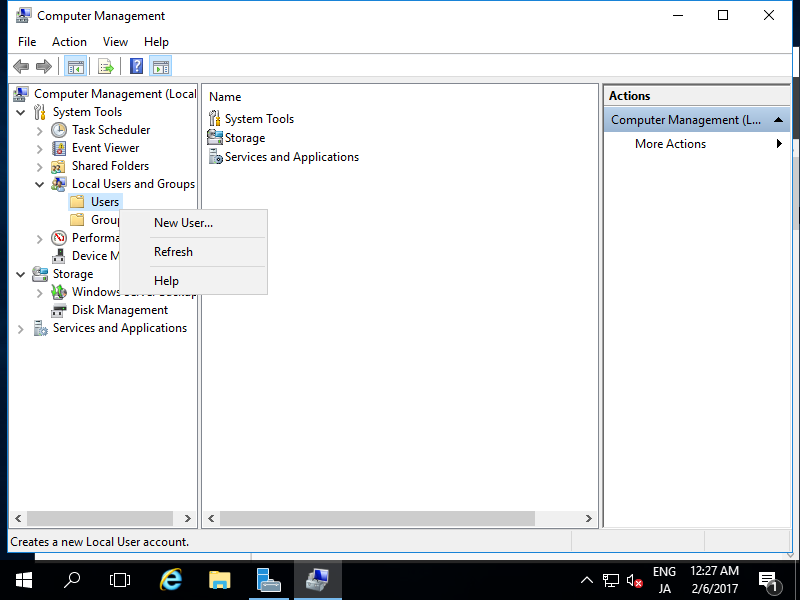 Computer Management
File Action View Help
Computer Management (Local
System Tools
Task Scheduler
Event Viewer
Shared Folders
Local Users and Groups
Users
Group
Performa
Device M
Storage
Windows Server Backup
Disk Management
Services and Applications
New User...
Refresh
Help
Name
System Tools
Storage
Services and Applications
Actions
Computer Management (L...
More Actions
Creates a new Local User account.
ENG
JA
12:27 AM
2/6/2017
1